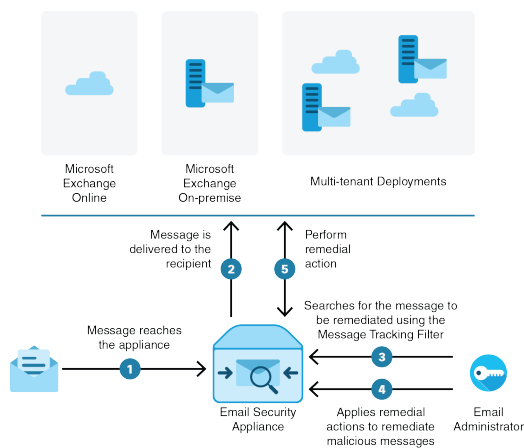 Microsoft
Exchange
Online
Microsoft
Exchange
On-premise
Multi-tenant Deployments
Message is
delivered to the
recipient
2
5
Perform
remedial
action
Message reaches
the appliance
1
Searches for the message to
be remediated using the
Message Tracking Filter
3
4
Email Security
Appliance
Applies remedial
actions to remediate
malicious messages
Email
Administrator